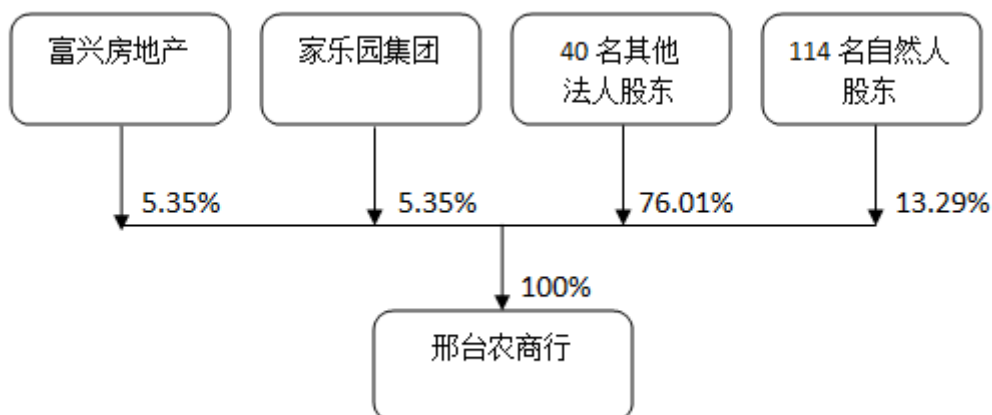 富兴房地产
家乐园集团
40 名其他
法人股东
114 名自然人
股东
5.35%
5.35%
76.01%
13.29%
100%
邢台农商行